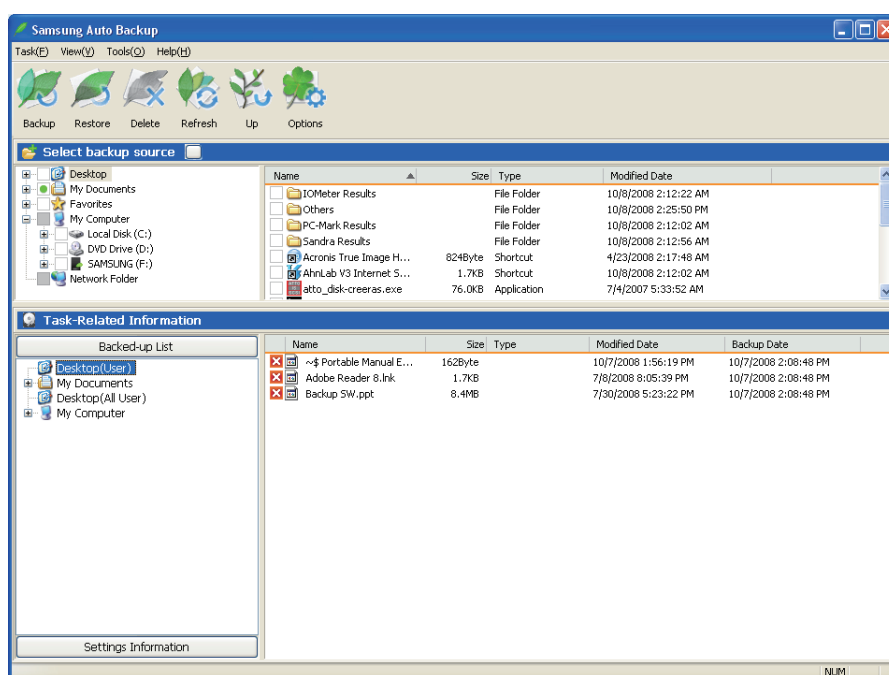 Samsung Auto Backup
Task(F) View(V) Tools(O) Help(H)
Backup Restore Delete Refresh Up Options
Select backup source
Desktop
My Documents
Favorites
My Computer
Local Disk (C:)
DVD Drive (D:)
SAMSUNG (F:)
Network Folder
Name Size Type Modified Date
IOMeter Results File Folder 10/8/2008 2:12:22 AM
Others File Folder 10/8/2008 2:25:50 PM
PC-Mark Results File Folder 10/8/2008 2:12:02 AM
Sandra Results File Folder 10/8/2008 2:12:56 AM
Acronis True Image H... 824Byte Shortcut 4/23/2008 2:17:48 AM
AhnLab V3 Internet S... 1.7KB Shortcut 10/8/2008 2:12:02 AM
atto_disk-creeras.exe 76.0KB Application 7/4/2007 5:33:52 AM
Task-Related Information
Backed-up List
Desktop(User)
My Documents
Desktop(All User)
My Computer
Name Size Type Modified Date Backup Date
~$ Portable Manual E... 162Byte 10/7/2008 1:56:19 PM 10/7/2008 2:08:48 PM
Adobe Reader 8.lnk 1.7KB 7/8/2008 8:05:39 PM 10/7/2008 2:08:48 PM
Backup SW.ppt 8.4MB 7/30/2008 5:23:22 PM 10/7/2008 2:08:48 PM
Settings Information
NUM